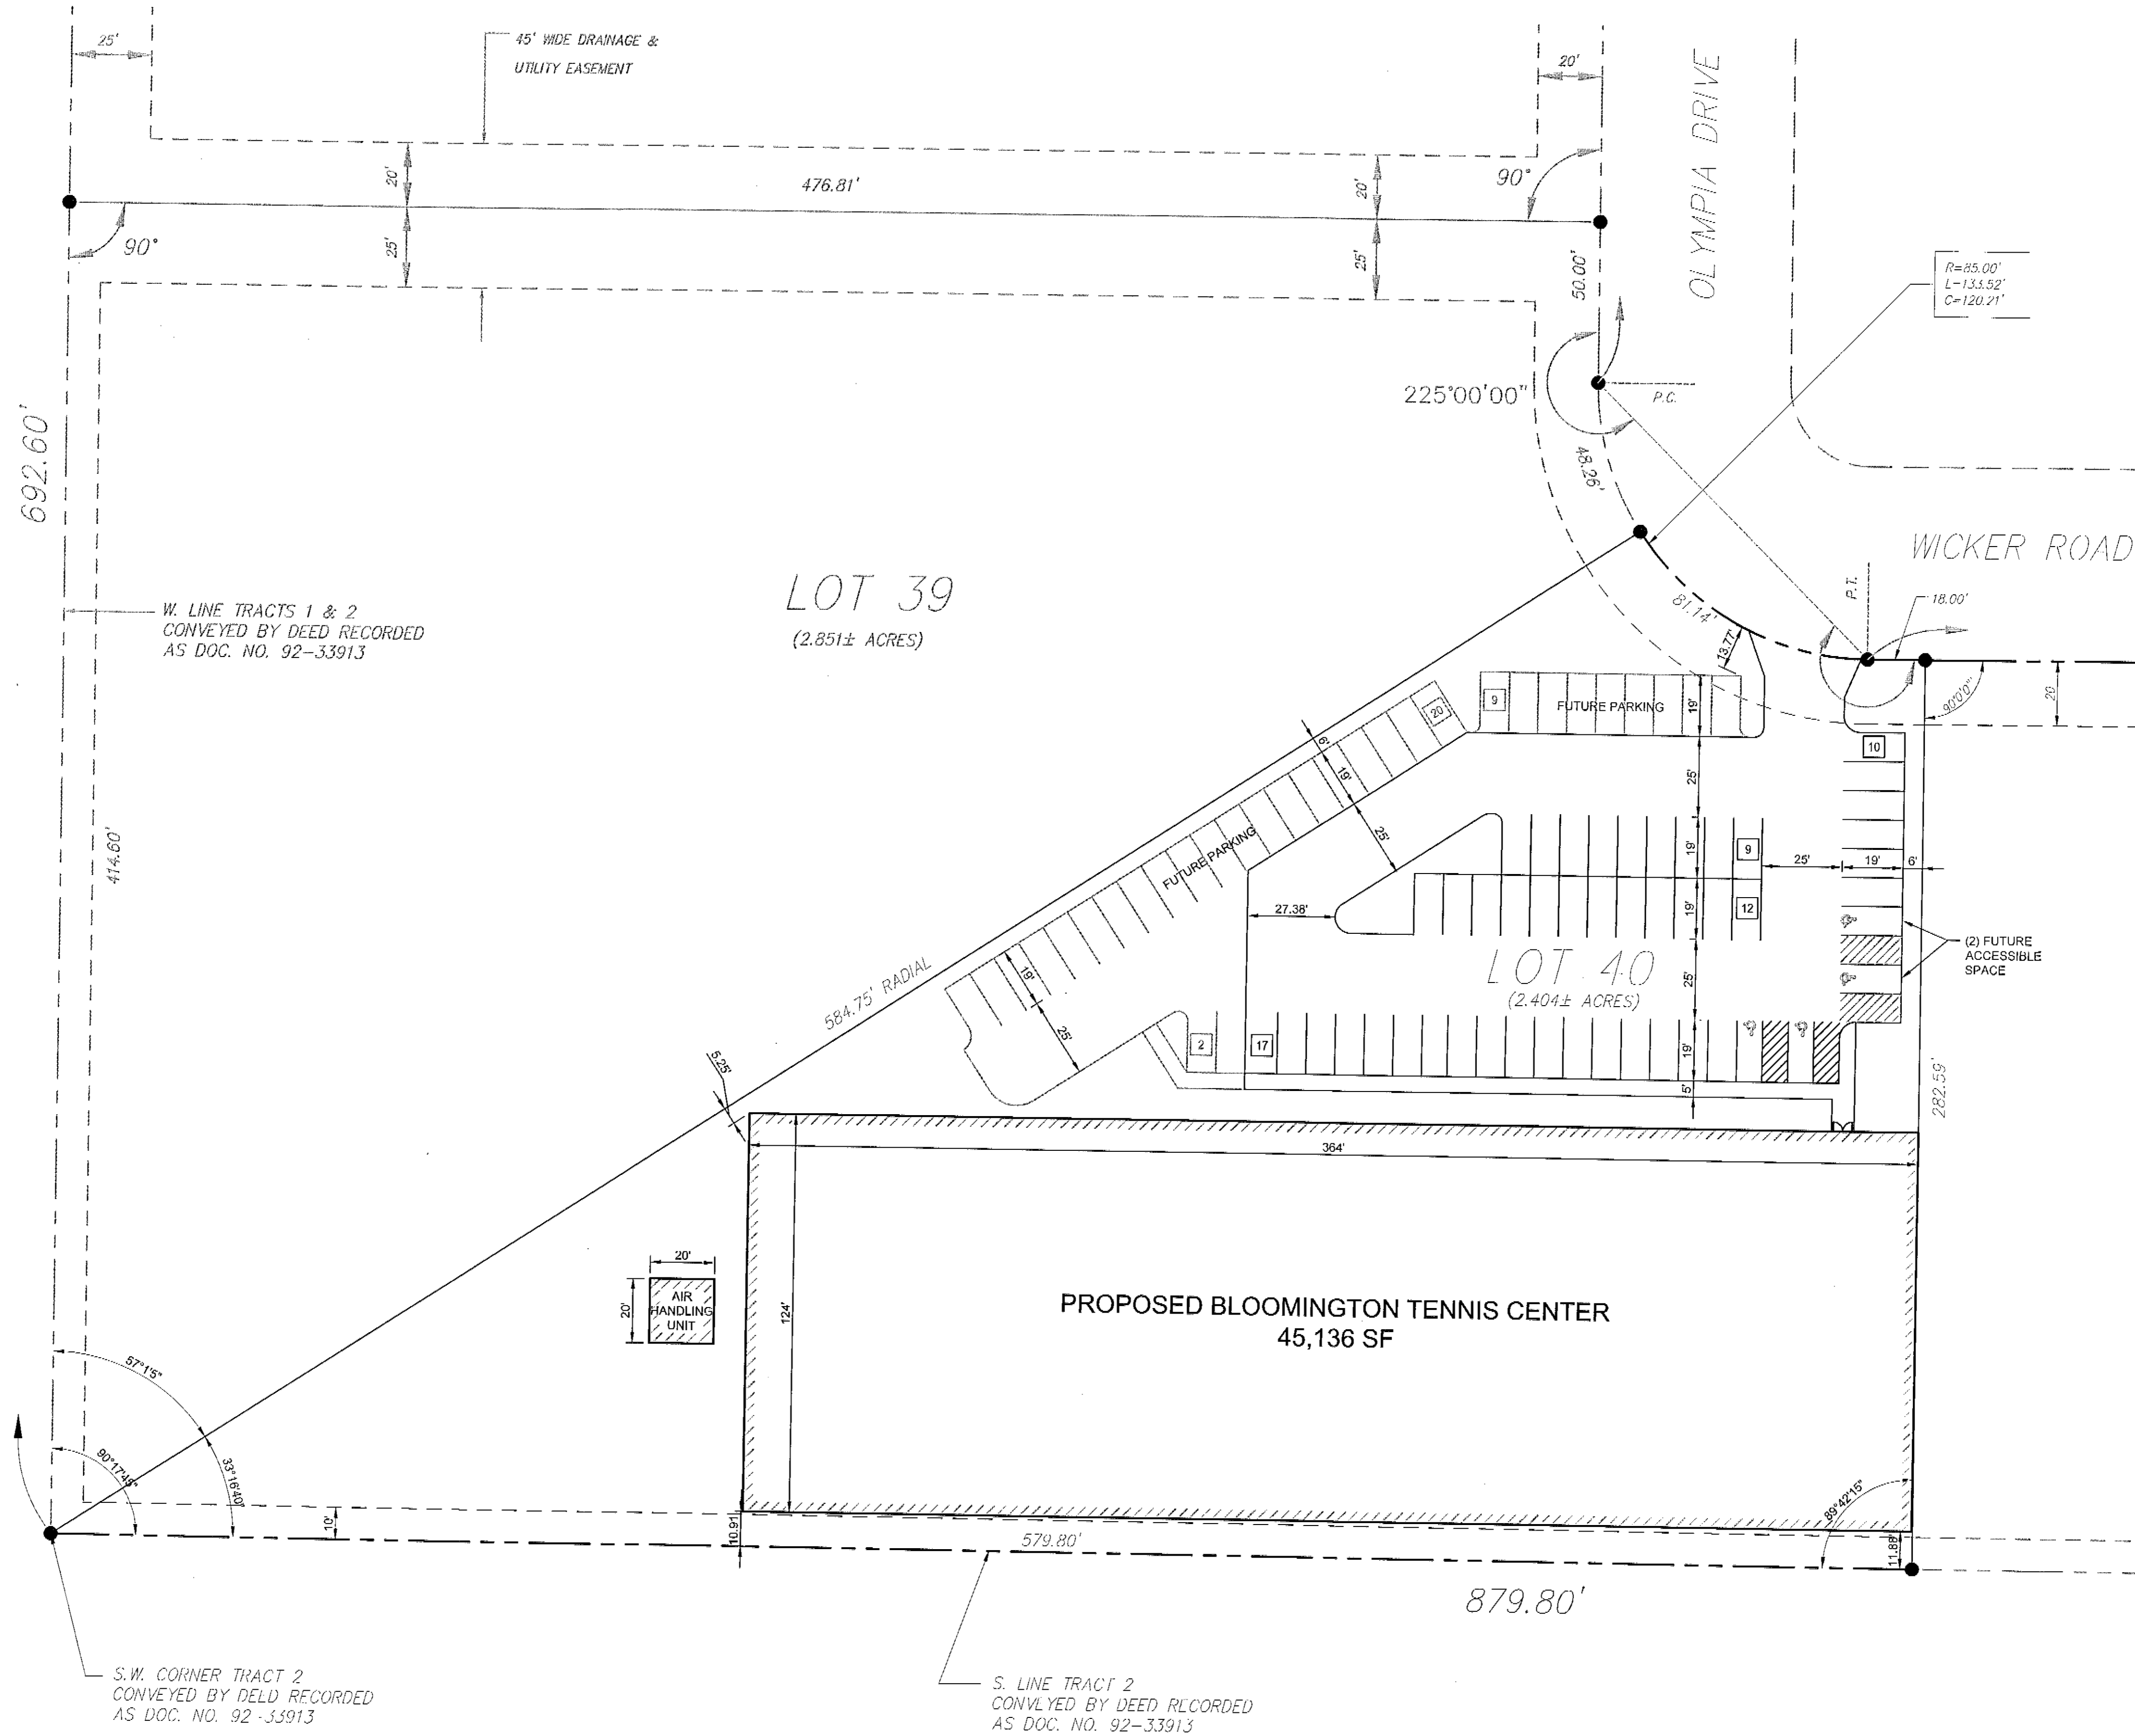 25'
45' WIDE DRAINAGE &
UTILITY EASEMENT
20'
OLYMPIA DRIVE
20'
476.81'
20'
90°
90°
25'
25'
50.00'
R=85.00'
L=133.52'
C=120.21'
225°00'00"
P.C.
692.60'
48.26'
WICKER ROAD
LOT 39
(2.851± ACRES)
W. LINE TRACTS 1 & 2
CONVEYED BY DEED RECORDED
AS DOC. NO. 92-33913
P.T.
18.00'
81.14'
13.77'
90°0'0"
20
9
FUTURE PARKING
19'
20
6'
19'
10
25'
25'
414.60'
FUTURE PARKING
19'
9
25'
19'
6'
27.38'
19'
12
(2) FUTURE
ACCESSIBLE
SPACE
LOT 40
(2.404± ACRES)
25'
584.75' RADIAL
19'
25'
2
17
19'
5'
5.25'
282.59'
364'
124'
20'
20'
AIR
HANDLING
UNIT
PROPOSED BLOOMINGTON TENNIS CENTER
45,136 SF
57°1'5"
90°17'45"
33°16'40"
89°42'15"
10'
10.91
579.80'
11.88'
879.80'
S.W. CORNER TRACT 2
CONVEYED BY DEED RECORDED
AS DOC. NO. 92-33913
S. LINE TRACT 2
CONVEYED BY DEED RECORDED
AS DOC. NO. 92-33913